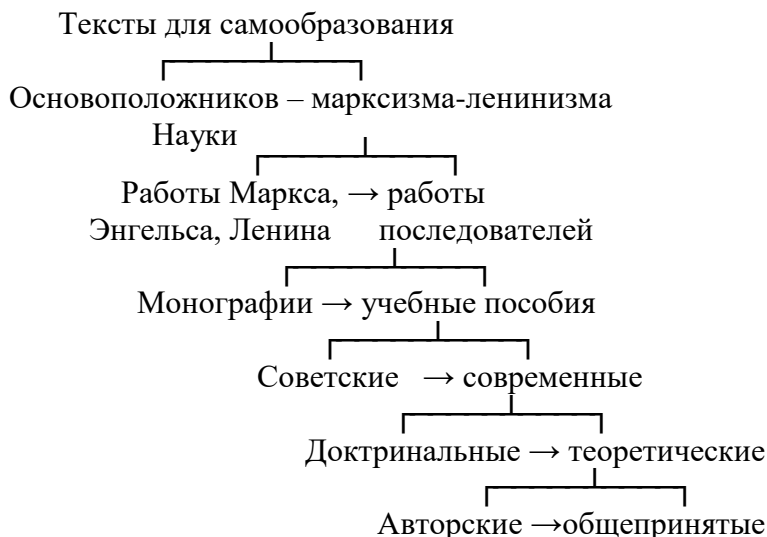 Тексты для самообразования
Основоположников – марксизма-ленинизма
Науки
Работы Маркса, → работы
Энгельса, Ленина последователей
Монографии → учебные пособия
Советские → современные
Доктринальные → теоретические
Авторские →общепринятые